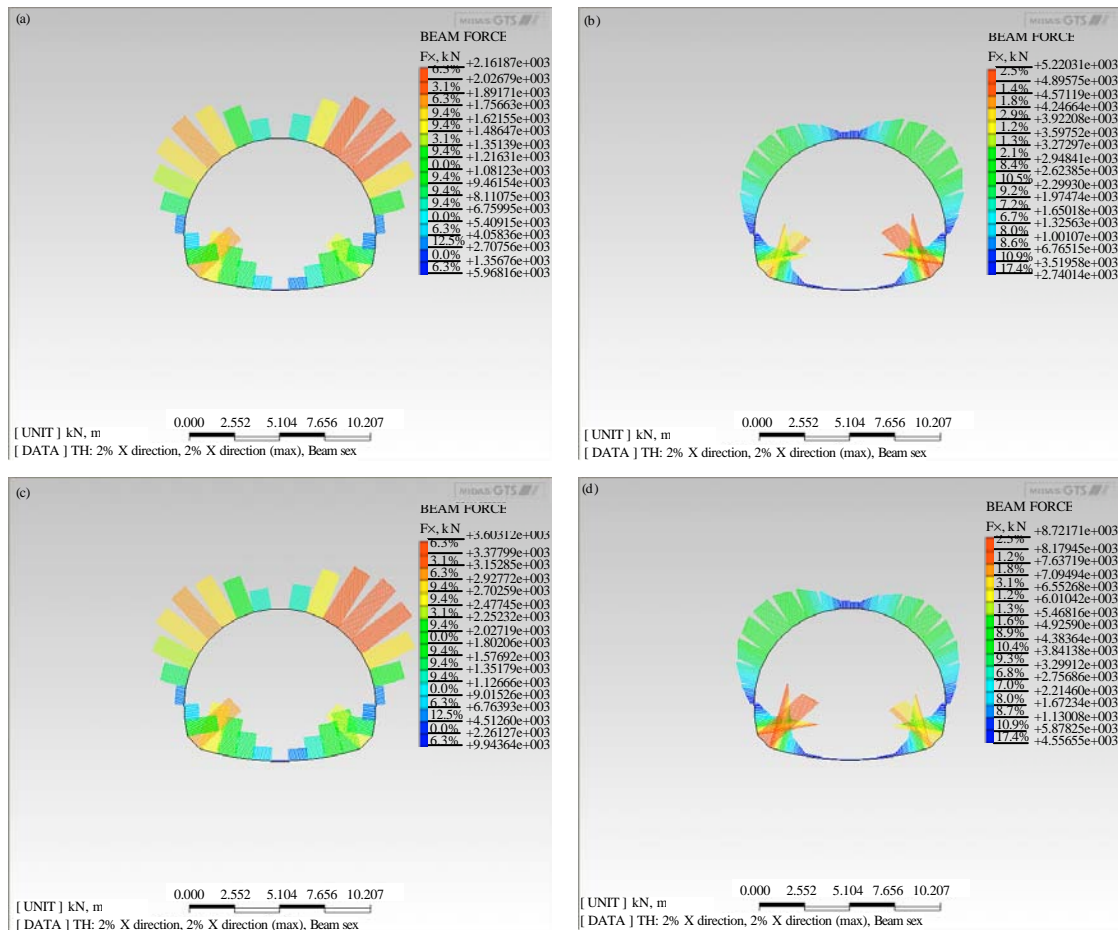 (a)
MIDAS GTS
BEAM FORCE
F×, kN
+2.16187e+003
6.3%
+2.02679e+003
3.1%
+1.89171e+003
6.3%
+1.75663e+003
9.4%
+1.62155e+003
9.4%
+1.48647e+003
3.1%
+1.35139e+003
9.4%
+1.21631e+003
0.0%
+1.08123e+003
9.4%
+9.46154e+003
9.4%
+8.11075e+003
9.4%
+6.75995e+003
0.0%
+5.40915e+003
6.3%
+4.05836e+003
12.5%
+2.70756e+003
0.0%
+1.35676e+003
6.3%
+5.96816e+003
0.000 2.552 5.104 7.656 10.207
[ UNIT ] kN, m
[ DATA ] TH: 2% X direction, 2% X direction (max), Beam sex
(b)
MIDAS GTS
BEAM FORCE
F×, kN
+5.22031e+003
2.5%
+4.89575e+003
1.4%
+4.57119e+003
1.8%
+4.24664e+003
2.9%
+3.92208e+003
1.2%
+3.59752e+003
1.3%
+3.27297e+003
2.1%
+2.94841e+003
8.4%
+2.62385e+003
10.5%
+2.29930e+003
9.2%
+1.97474e+003
7.2%
+1.65018e+003
6.7%
+1.32563e+003
8.0%
+1.00107e+003
8.6%
+6.76515e+003
10.9%
+3.51958e+003
17.4%
+2.74014e+003
0.000 2.552 5.104 7.656 10.207
[ UNIT ] kN, m
[ DATA ] TH: 2% X direction, 2% X direction (max), Beam sex
(c)
MIDAS GTS
BEAM FORCE
F×, kN
+3.60312e+003
6.3%
+3.37799e+003
3.1%
+3.15285e+003
6.3%
+2.92772e+003
9.4%
+2.70259e+003
9.4%
+2.47745e+003
3.1%
+2.25232e+003
9.4%
+2.02719e+003
0.0%
+1.80206e+003
9.4%
+1.57692e+003
9.4%
+1.35179e+003
9.4%
+1.12666e+003
0.0%
+9.01526e+003
6.3%
+6.76393e+003
12.5%
+4.51260e+003
0.0%
+2.26127e+003
6.3%
+9.94364e+003
0.000 2.552 5.104 7.656 10.207
[ UNIT ] kN, m
[ DATA ] TH: 2% X direction, 2% X direction (max), Beam sex
(d)
MIDAS GTS
BEAM FORCE
F×, kN
+8.72171e+003
2.5%
+8.17945e+003
1.2%
+7.63719e+003
1.8%
+7.09494e+003
3.1%
+6.55268e+003
1.2%
+6.01042e+003
1.3%
+5.46816e+003
1.6%
+4.92590e+003
8.9%
+4.38364e+003
10.4%
+3.84138e+003
9.3%
+3.29912e+003
6.8%
+2.75686e+003
7.0%
+2.21460e+003
8.0%
+1.67234e+003
8.7%
+1.13008e+003
10.9%
+5.87825e+003
17.4%
+4.55655e+003
0.000 2.552 5.104 7.656 10.207
[ UNIT ] kN, m
[ DATA ] TH: 2% X direction, 2% X direction (max), Beam sex